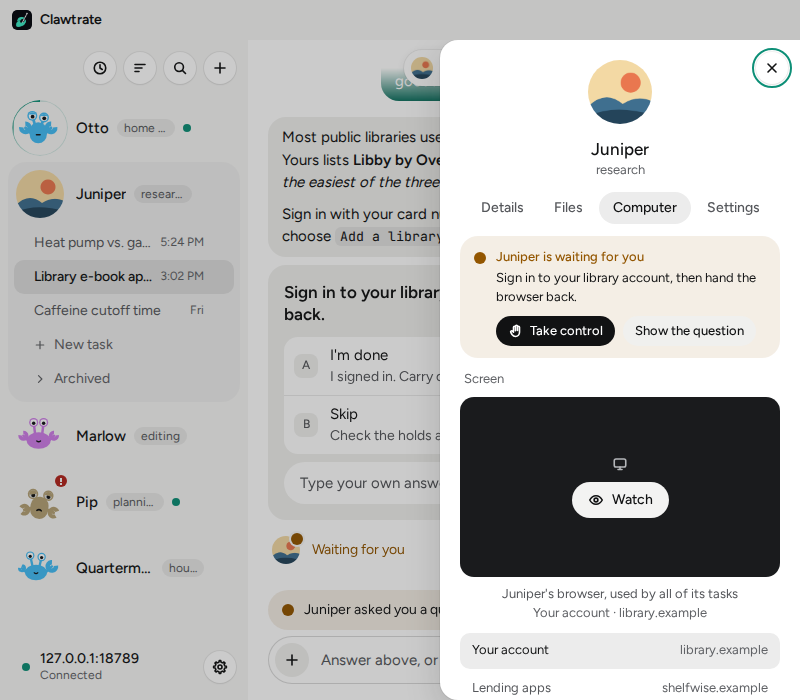 Clawtrate
Otto
home ...
Juniper
resear...
Heat pump vs. ga...
5:24 PM
Library e-book ap...
3:02 PM
Caffeine cutoff time
Fri
New task
Archived
Marlow
editing
Pip
planni...
Quarterm...
hou...
127.0.0.1:18789
Connected
Most public libraries use
Yours lists Libby by Ove
the easiest of the three
Sign in with your card n
choose Add a library
Sign in to your library
back.
A
I'm done
I signed in. Carry o
B
Skip
Check the holds a
Type your own answe
Waiting for you
Juniper asked you a qu
Answer above, or
Juniper
research
Details
Files
Computer
Settings
Juniper is waiting for you
Sign in to your library account, then hand the
browser back.
Take control
Show the question
Screen
Watch
Juniper's browser, used by all of its tasks
Your account · library.example
Your account
library.example
Lending apps
shelfwise.example